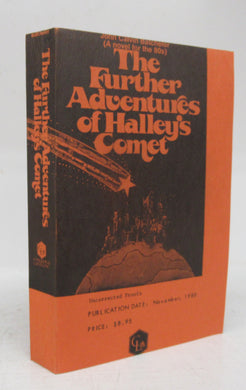 John Calvin Batchelor
(A novel for the 80s)
The
Further
Adventures
of Halley's
Comet
The Further Adventures
of Halley's Comet
Uncorrected Proofs
PUBLICATION DATE: November, 1980
PRICE: $9.95